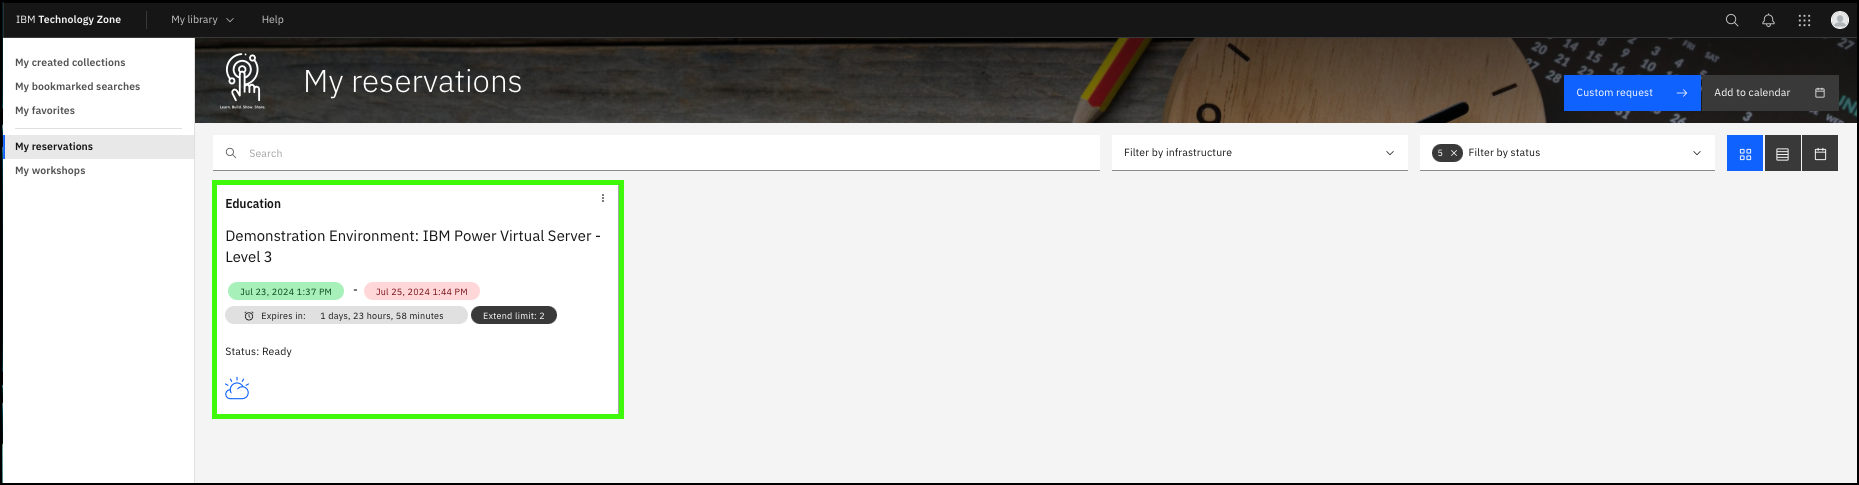 IBM Technology Zone
My library
Help
My created collections
My bookmarked searches
My favorites
My reservations
My workshops
Learn. Build. Show. Share.
My reservations
Custom request
Add to calendar
Search
Filter by infrastructure
5 Filter by status
Education
Demonstration Environment: IBM Power Virtual Server -
Level 3
Jul 23, 2024 1:37 PM - Jul 25, 2024 1:44 PM
Expires in: 1 days, 23 hours, 58 minutes Extend limit: 2
Status: Ready